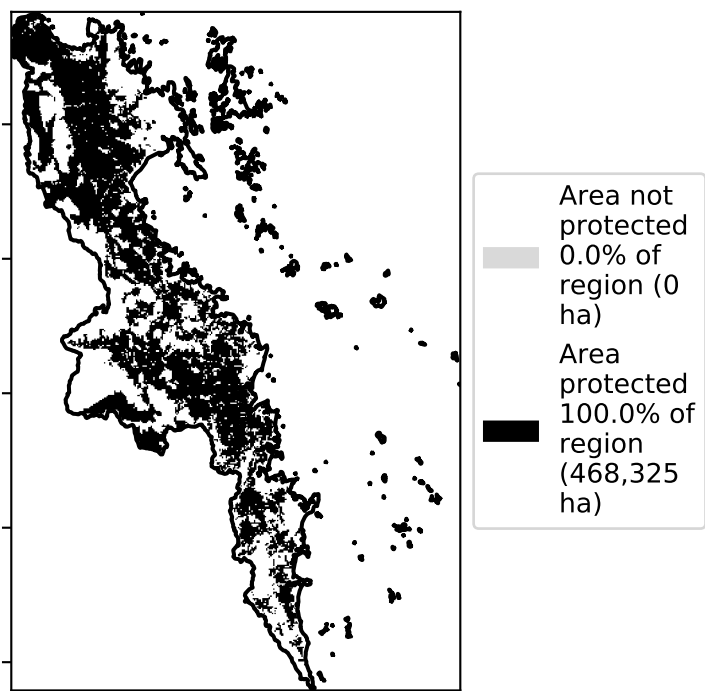 Area not
protected
0.0% of
region (0
ha)
Area
protected
100.0% of
region
(468,325
ha)